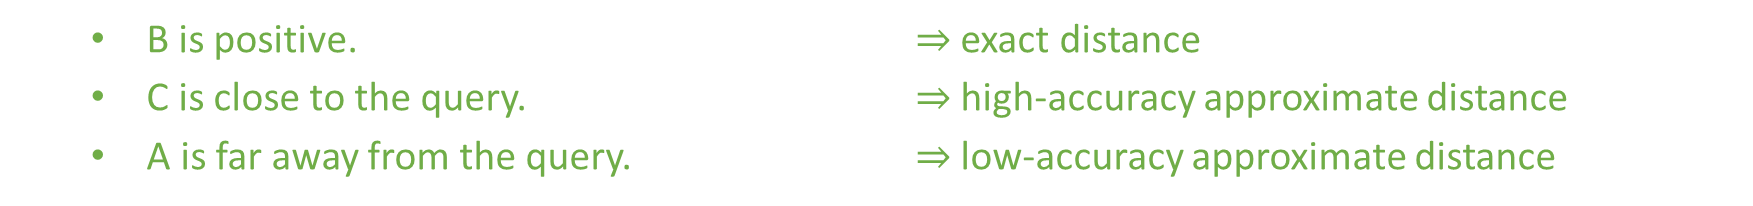 • B is positive. ⇒ exact distance
• C is close to the query. ⇒ high-accuracy approximate distance
• A is far away from the query. ⇒ low-accuracy approximate distance